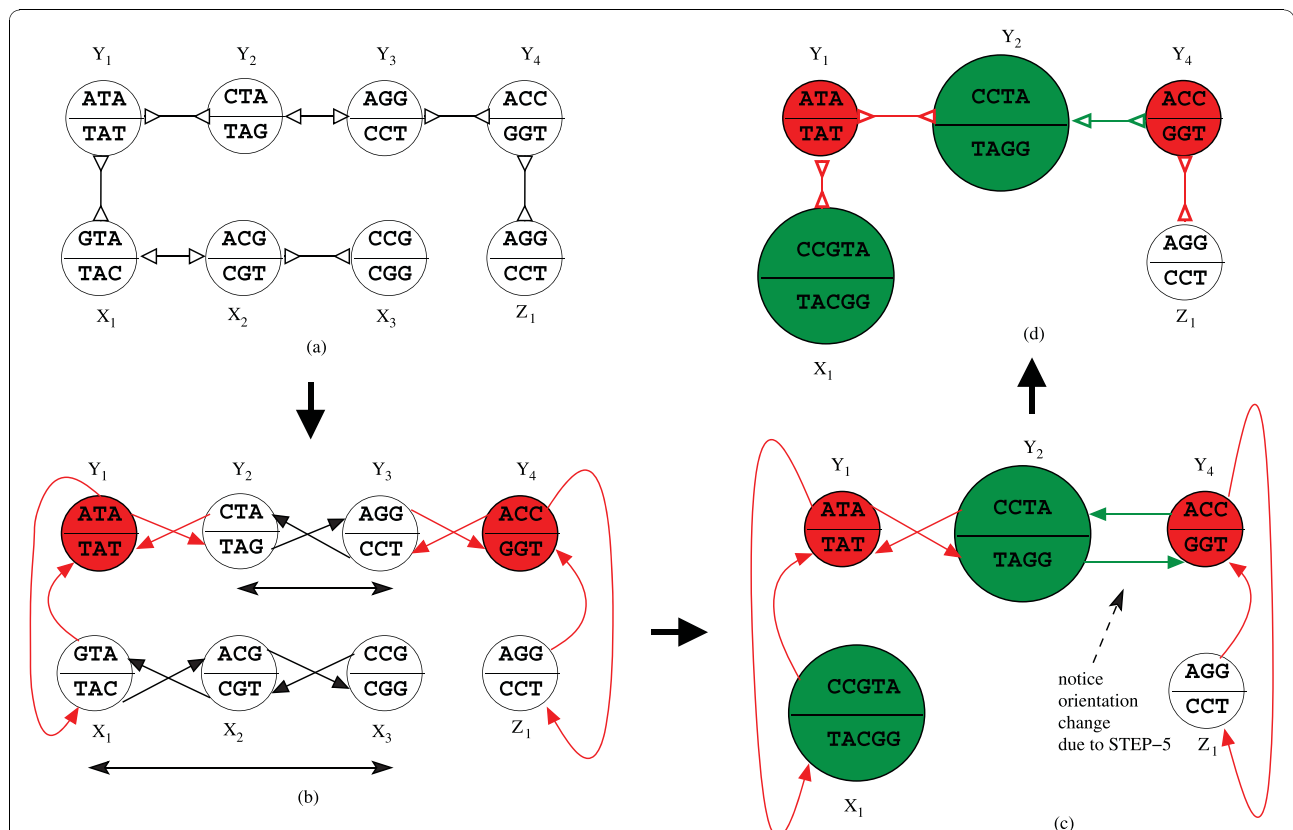 Y1 Y2 Y3 Y4
ATA CTA AGG ACC
TAT TAG CCT GGT
GTA ACG CCG AGG
TAC CGT CGG CCT
X1 X2 X3 Z1
(a)
Y1 Y2 Y3 Y4
ATA CTA AGG ACC
TAT TAG CCT GGT
GTA ACG CCG AGG
TAC CGT CGG CCT
X1 X2 X3 Z1
(b)
Y1 Y2 Y4
ATA CCTA ACC
TAT TAGG GGT
CCGTA AGG
TACGG CCT
X1 Z1
notice
orientation
change
due to STEP–5
(c)
Y1 Y2 Y4
ATA CCTA ACC
TAT TAGG GGT
CCGTA AGG
TACGG CCT
X1 Z1
(d)